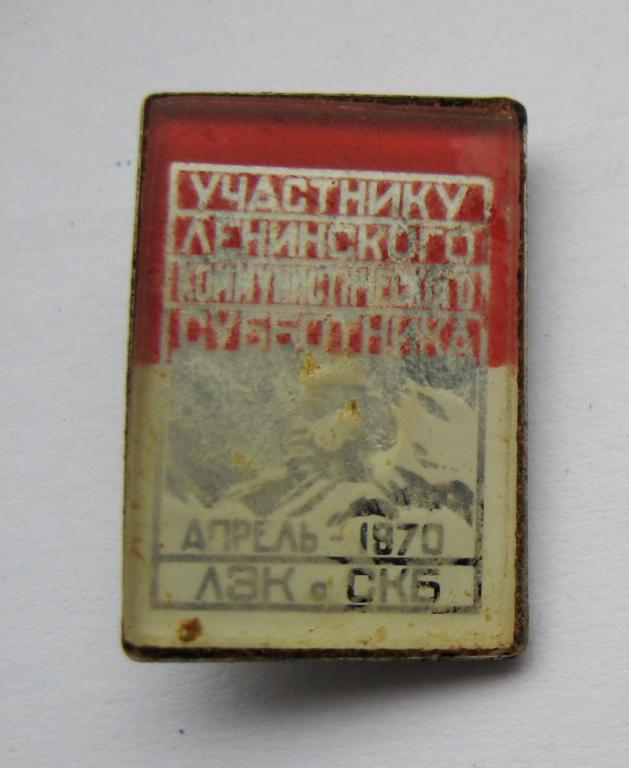 УЧАСТНИКУ
ЛЕНИНСКОГО
КОММУНИСТИЧЕСКОГО
СУББОТНИКА
АПРЕЛЬ - 1970
ЛЭК • СКБ